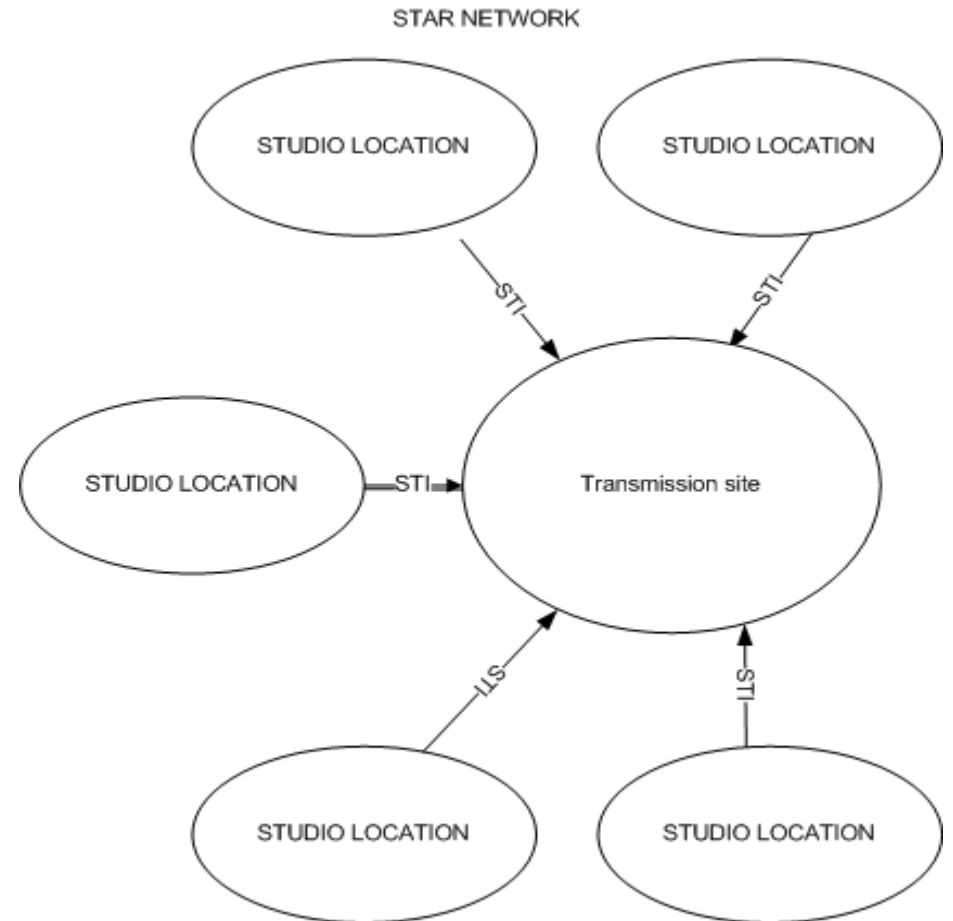 STAR NETWORK
STUDIO LOCATION
STUDIO LOCATION
STI
STI
STUDIO LOCATION
STI
Transmission site
STI
STI
STUDIO LOCATION
STUDIO LOCATION